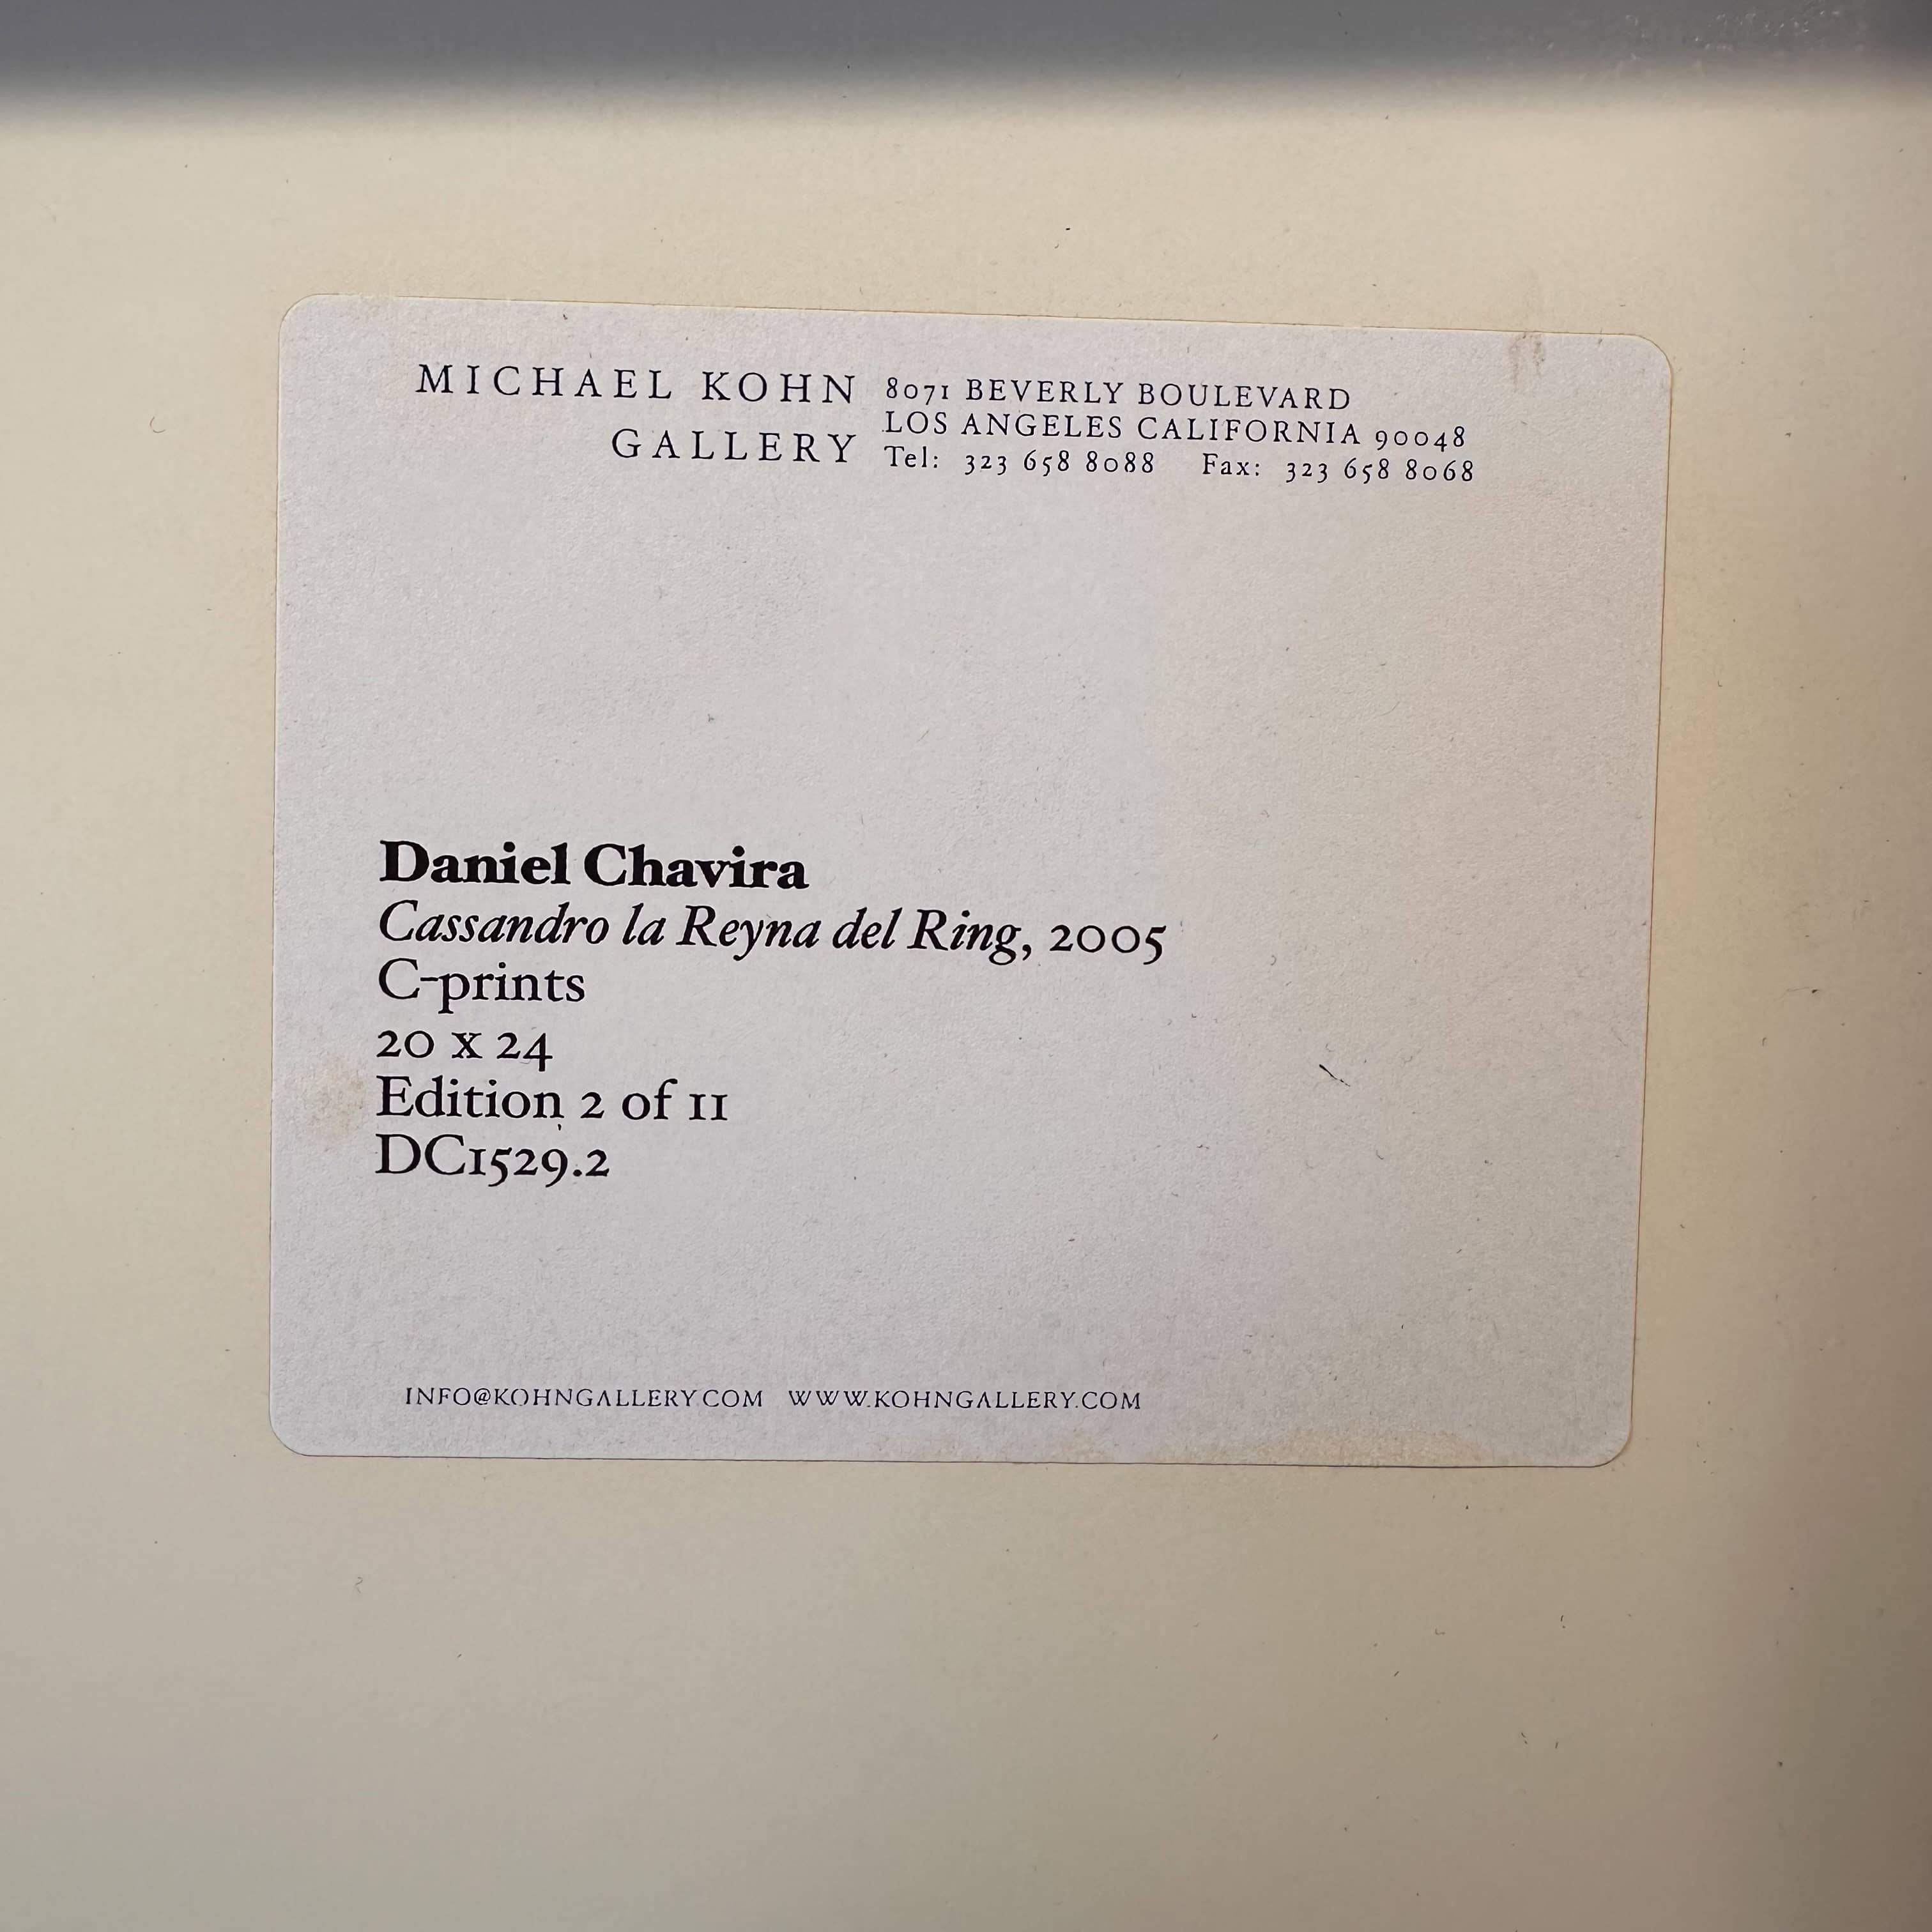 MICHAEL KOHN
GALLERY
8071 BEVERLY BOULEVARD
LOS ANGELES CALIFORNIA 90048
Tel: 323 658 8088 Fax: 323 658 8068
Daniel Chavira
Cassandro la Reyna del Ring, 2005
C-prints
20 x 24
Edition 2 of 11
DC1529.2
INFO@KOHNGALLERY.COM WWW.KOHNGALLERY.COM